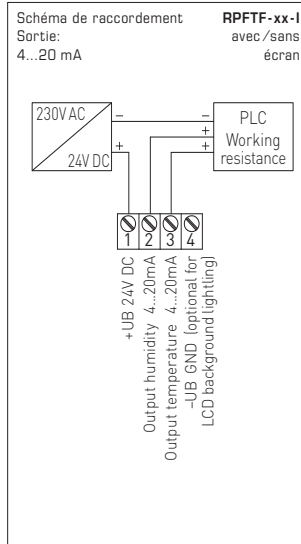 Schéma de raccordement
Sortie:
4...20 mA
RPFTF-xx-I
avec/sans
écran
230V AC
24V DC
–
+
–
+
+
PLC
Working
resistance
1 2 3 4
+UB 24V DC
Output humidity 4...20mA
Output temperature 4...20mA
–UB GND (optional for
LCD background lightling)